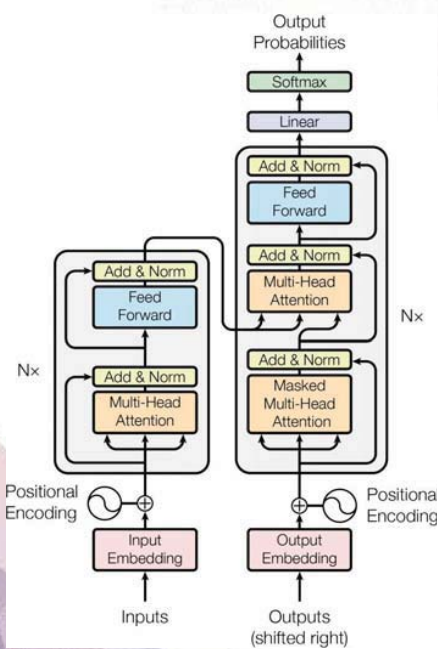 Output
Probabilities
Softmax
Linear
Add & Norm
Feed
Forward
Add & Norm
Multi-Head
Attention
Add & Norm
Masked
Multi-Head
Attention
Nx
Positional
Encoding
Output
Embedding
Outputs
(shifted right)
Add & Norm
Feed
Forward
Add & Norm
Multi-Head
Attention
Nx
Positional
Encoding
Input
Embedding
Inputs